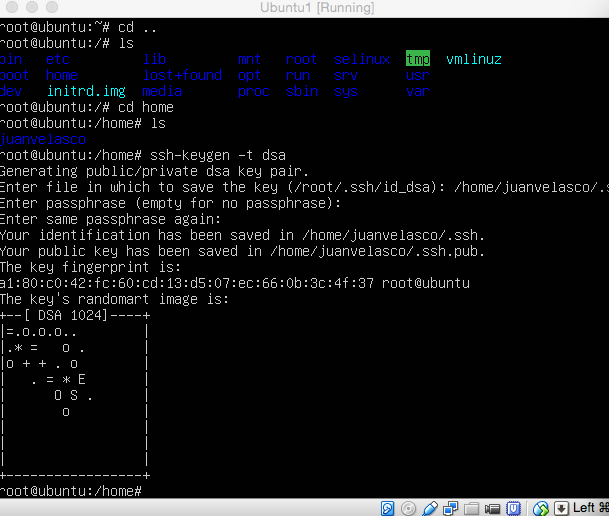 Ubuntu1 [Running]
root@ubuntu:~# cd ..
root@ubuntu:/# ls
bin etc lib mnt root selinux tmp vmlinuz
boot home lost+found opt run srv usr
dev initrd.img media proc sbin sys var
root@ubuntu:/# cd home
root@ubuntu:/home# ls
juanvelasco
root@ubuntu:/home# ssh-keygen -t dsa
Generating public/private dsa key pair.
Enter file in which to save the key (/root/.ssh/id_dsa): /home/juanvelasco/.s
Enter passphrase (empty for no passphrase):
Enter same passphrase again:
Your identification has been saved in /home/juanvelasco/.ssh.
Your public key has been saved in /home/juanvelasco/.ssh.pub.
The key fingerprint is:
a1:80:c0:42:fc:60:cd:13:d5:07:ec:66:0b:3c:4f:37 root@ubuntu
The key's randomart image is:
+--[ DSA 1024]----+
|=.o.o.o..        |
|.* =   o .       |
|o + + . o        |
|   . = * E       |
|      O S .      |
|       o         |
|                 |
|                 |
|                 |
+-----------------+
root@ubuntu:/home#
Left ⌘